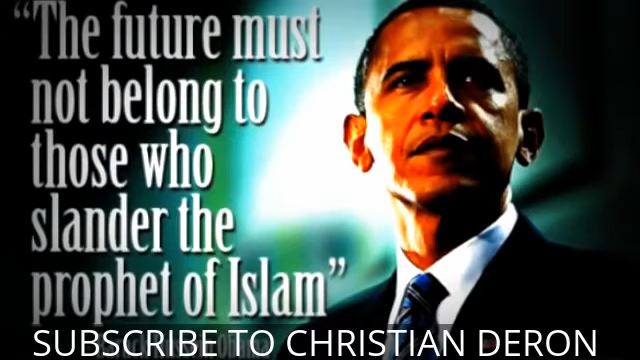 “The future must
not belong to
those who
slander the
prophet of Islam”
SUBSCRIBE TO CHRISTIAN DERON